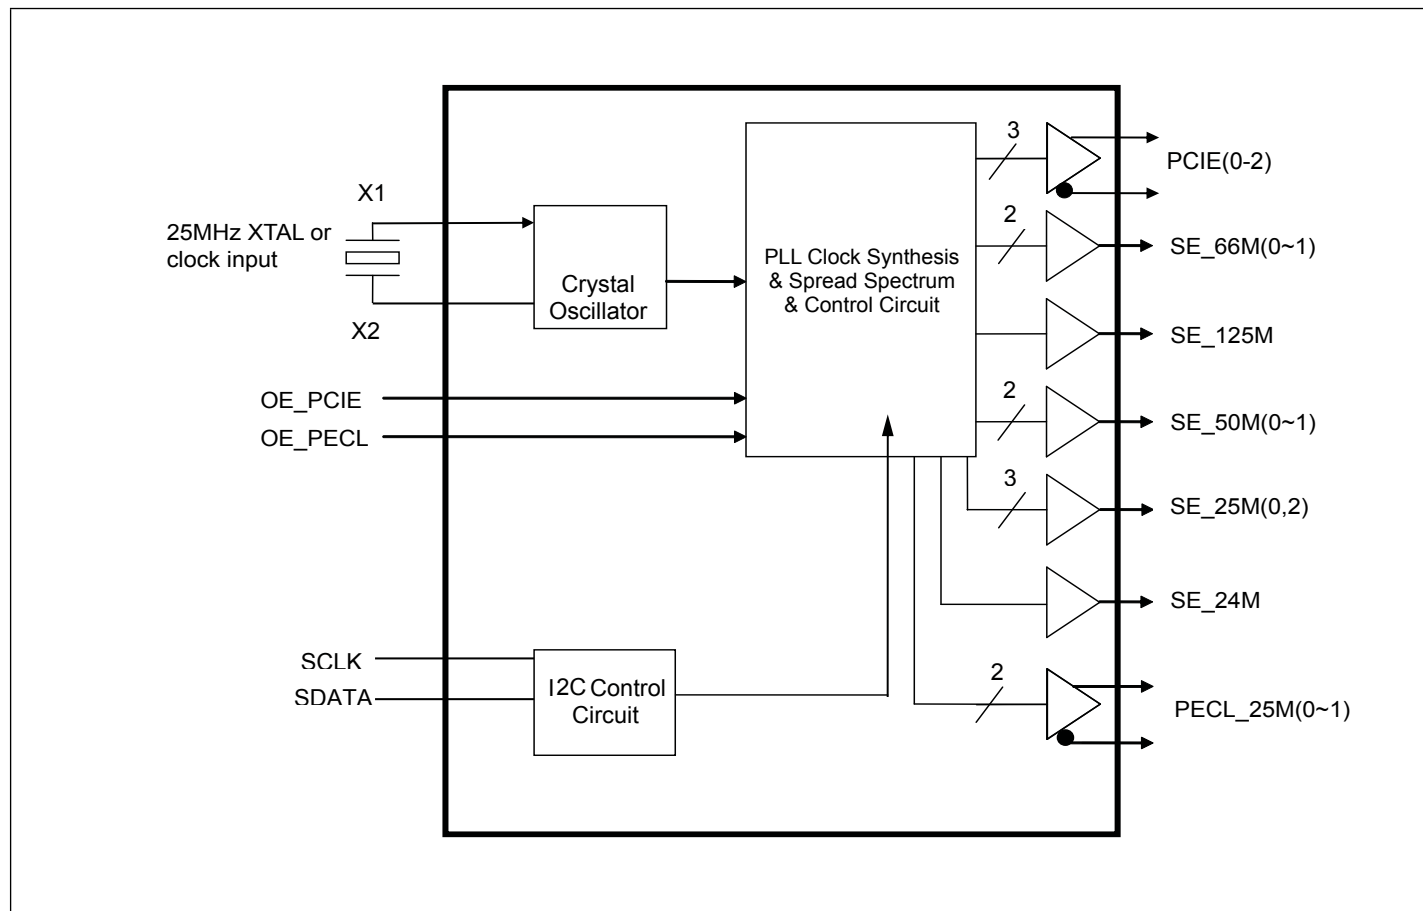 3
PCIE(0-2)
X1
2
25MHz XTAL or
clock input
SE_66M(0~1)
PLL Clock Synthesis
& Spread Spectrum
& Control Circuit
Crystal
Oscillator
X2
SE_125M
OE_PCIE
2
OE_PECL
SE_50M(0~1)
3
SE_25M(0,2)
SE_24M
SCLK
SDATA
I2C Control
Circuit
2
PECL_25M(0~1)